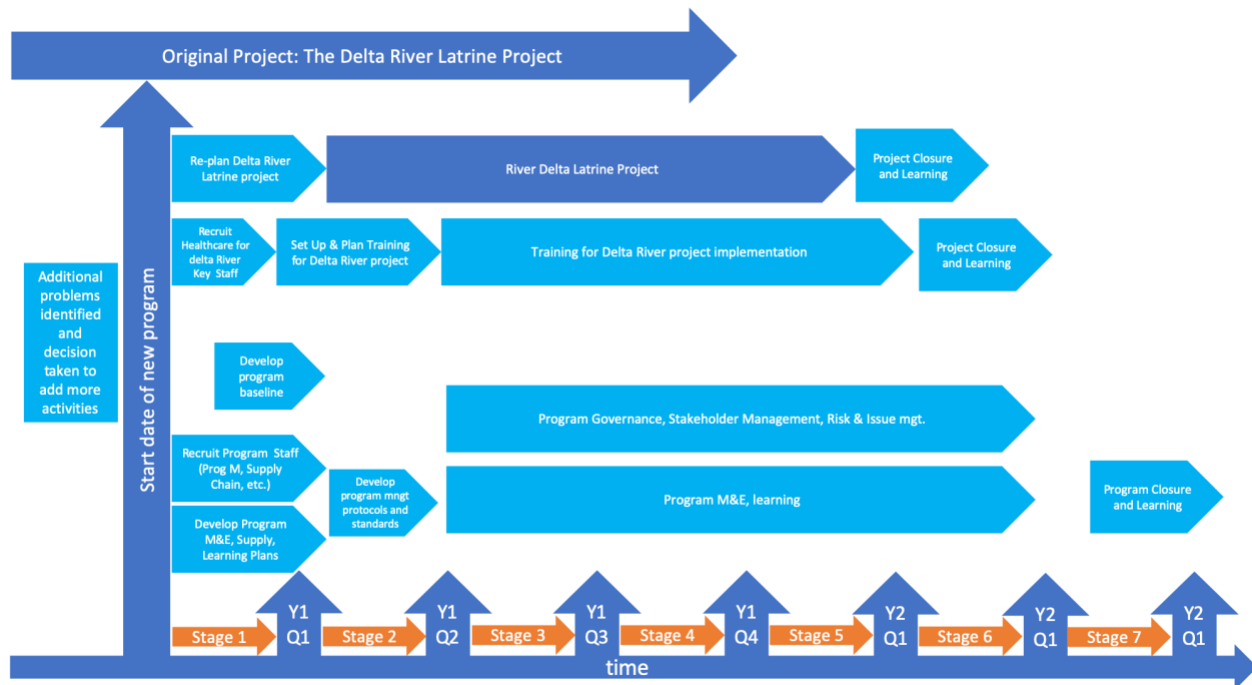 Original Project: The Delta River Latrine Project
Re-plan Delta River
Latrine project
River Delta Latrine Project
Project Closure
and Learning
Recruit
Healthcare for
delta River
Key Staff
Set Up & Plan Training
for Delta River project
Training for Delta River project implementation
Project Closure
and Learning
Additional
problems
identified
and
decision
taken to
add more
activities
Start date of new program
Develop
program
baseline
Program Governance, Stakeholder Management, Risk & Issue mgt.
Recruit Program Staff
(Prog M, Supply
Chain, etc.)
Develop
program mngt
protocols and
standards
Program M&E, learning
Program Closure
and Learning
Develop Program
M&E, Supply,
Learning Plans
Stage 1
Y1
Q1
Stage 2
Y1
Q2
Stage 3
Y1
Q3
Stage 4
Y1
Q4
Stage 5
Y2
Q1
Stage 6
Y2
Q1
Stage 7
Y2
Q1
time